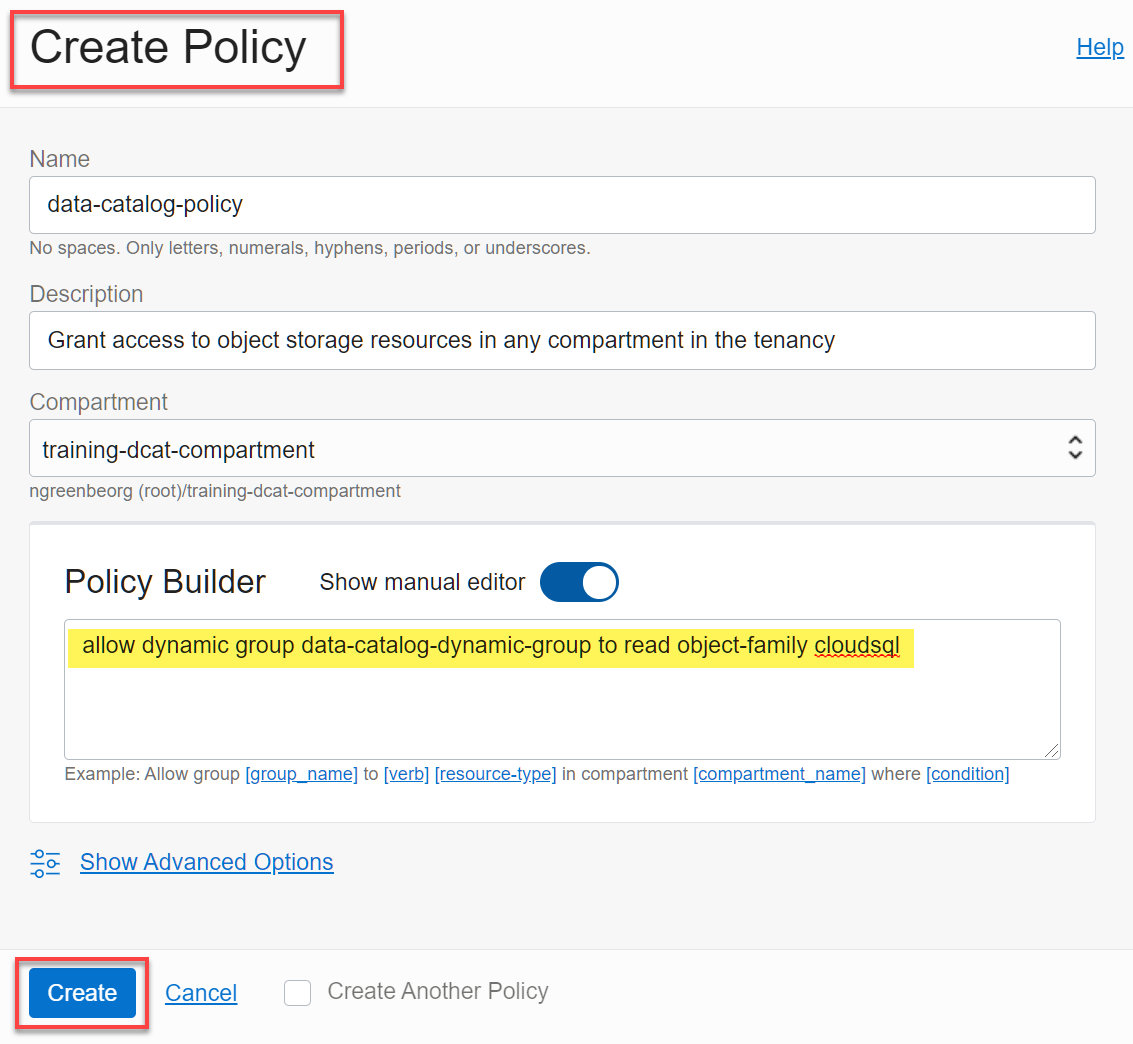 Create Policy
Help
Name
data-catalog-policy
No spaces. Only letters, numerals, hyphens, periods, or underscores.
Description
Grant access to object storage resources in any compartment in the tenancy
Compartment
training-dcat-compartment
ngreenbeorg (root)/training-dcat-compartment
Policy Builder Show manual editor
allow dynamic group data-catalog-dynamic-group to read object-family cloudsql
Example: Allow group [group_name] to [verb] [resource-type] in compartment [compartment_name] where [condition]
Show Advanced Options
Create Cancel Create Another Policy